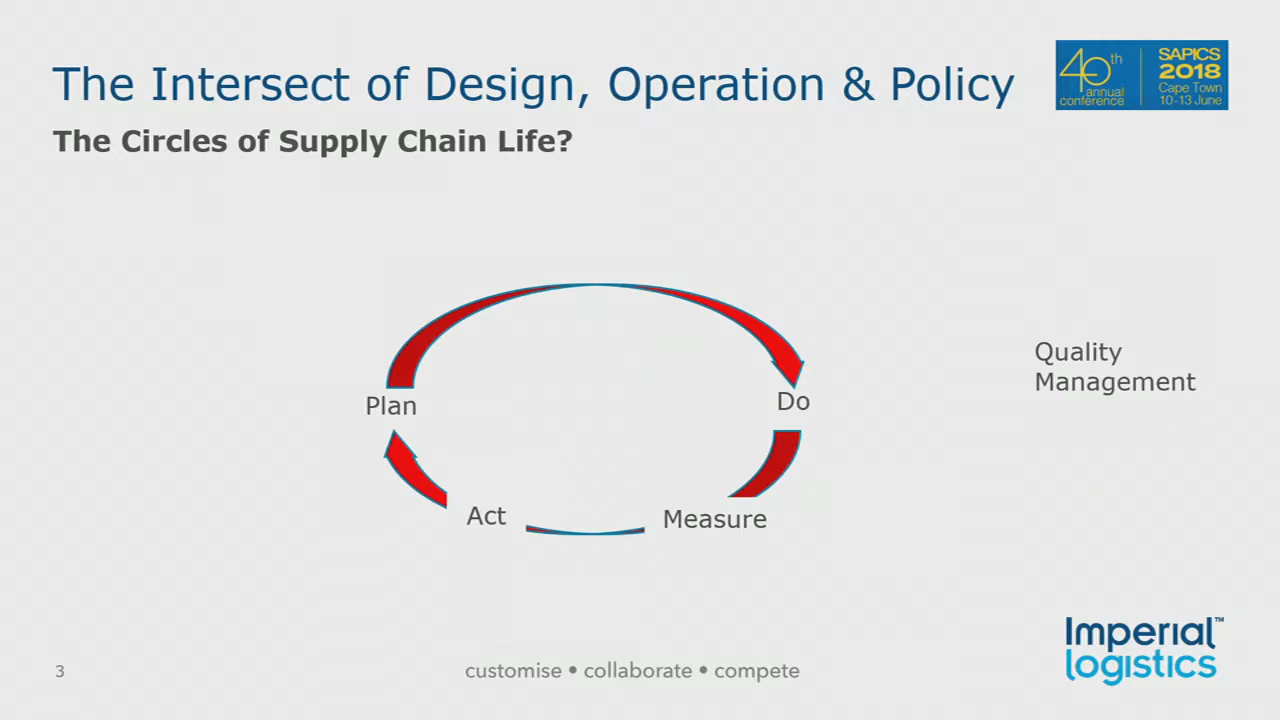 The Intersect of Design, Operation & Policy
The Circles of Supply Chain Life?
40th
annual
conference
SAPICS
2018
Cape Town
10-13 June
Quality
Management
Plan
Do
Act
Measure
3
customise • collaborate • compete
Imperial™
logistics